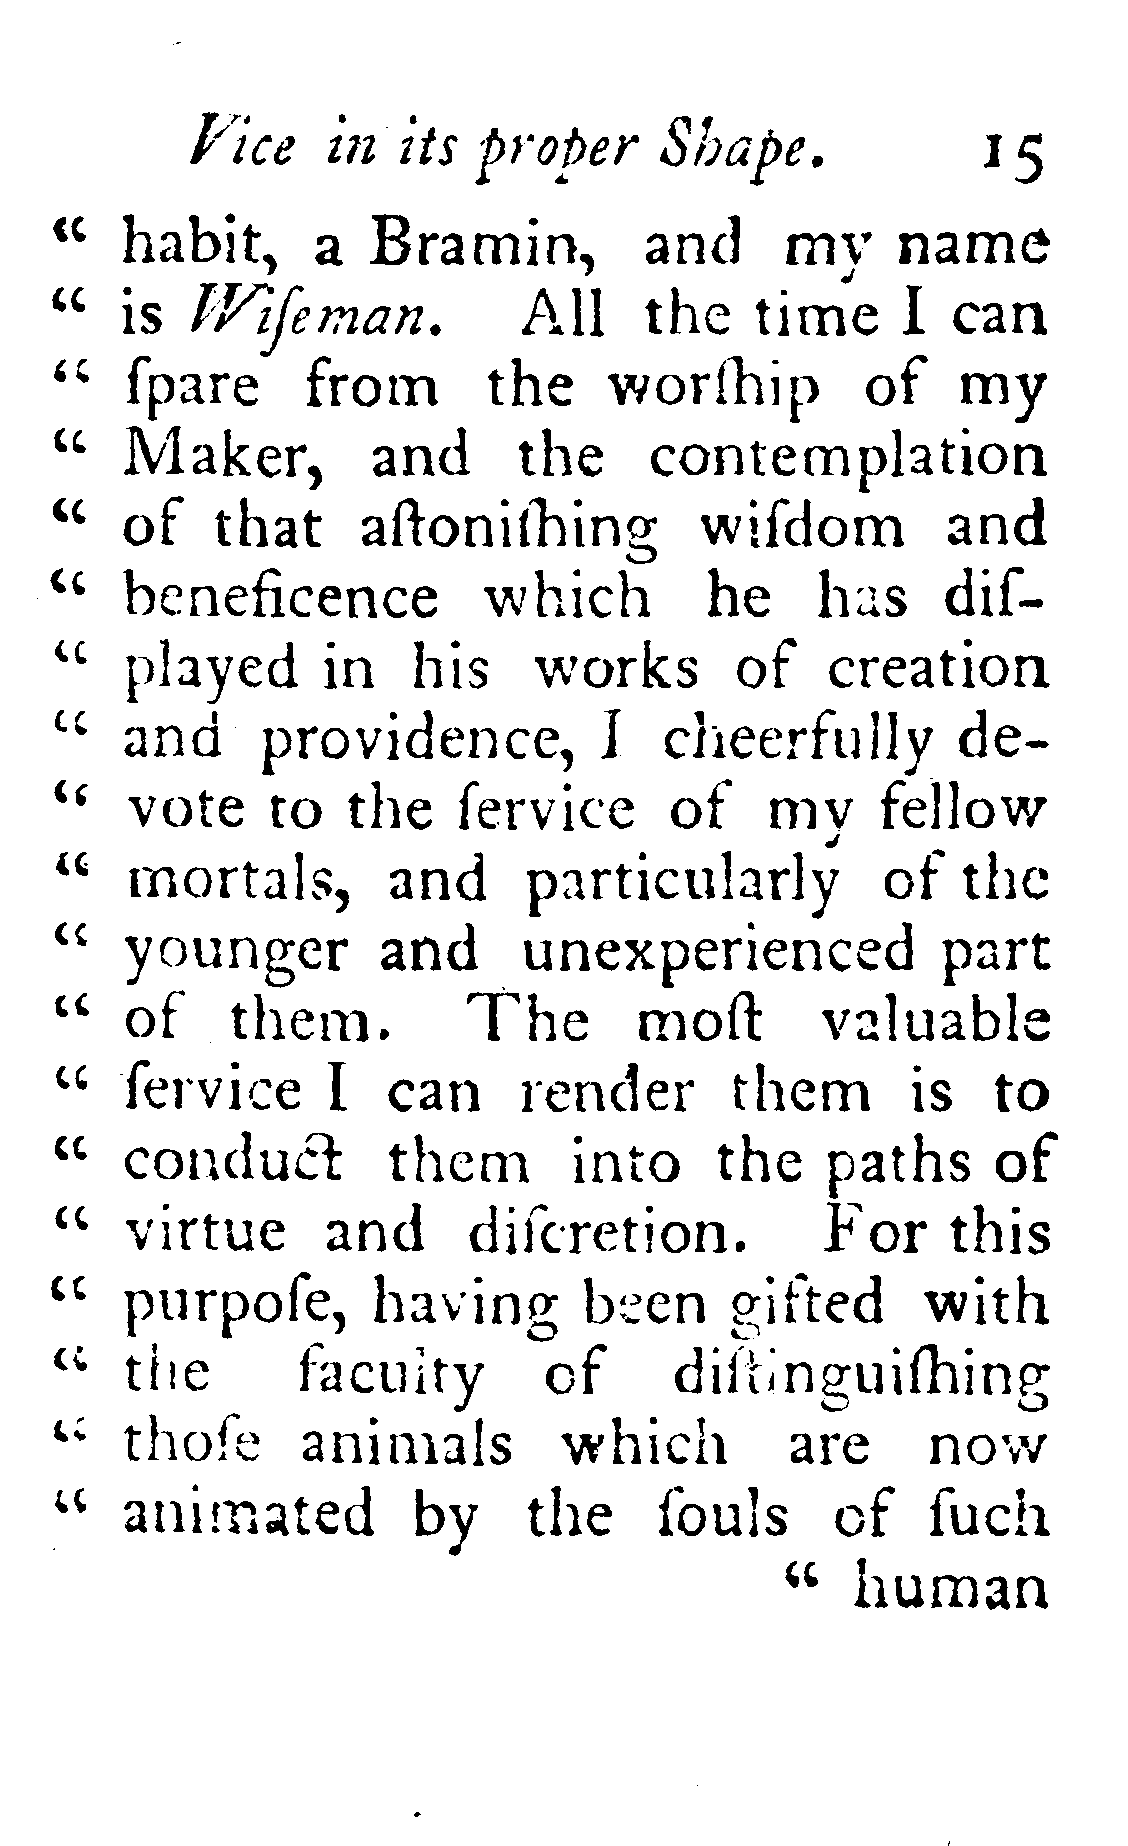 Vice in its proper Shape. 15
“ habit, a Bramin, and my name
“ is Wiſeman. All the time I can
“ ſpare from the worſhip of my
“ Maker, and the contemplation
“ of that aſtoniſhing wiſdom and
“ beneficence which he has diſ-
“ played in his works of creation
“ and providence, I cheerfully de-
“ vote to the ſervice of my fellow
“ mortals, and particularly of the
“ younger and unexperienced part
“ of them. The moſt valuable
“ ſervice I can render them is to
“ conduct them into the paths of
“ virtue and diſcretion. For this
“ purpoſe, having been gifted with
“ the faculty of diſtinguiſhing
“ thoſe animals which are now
“ animated by the ſouls of ſuch
“ human